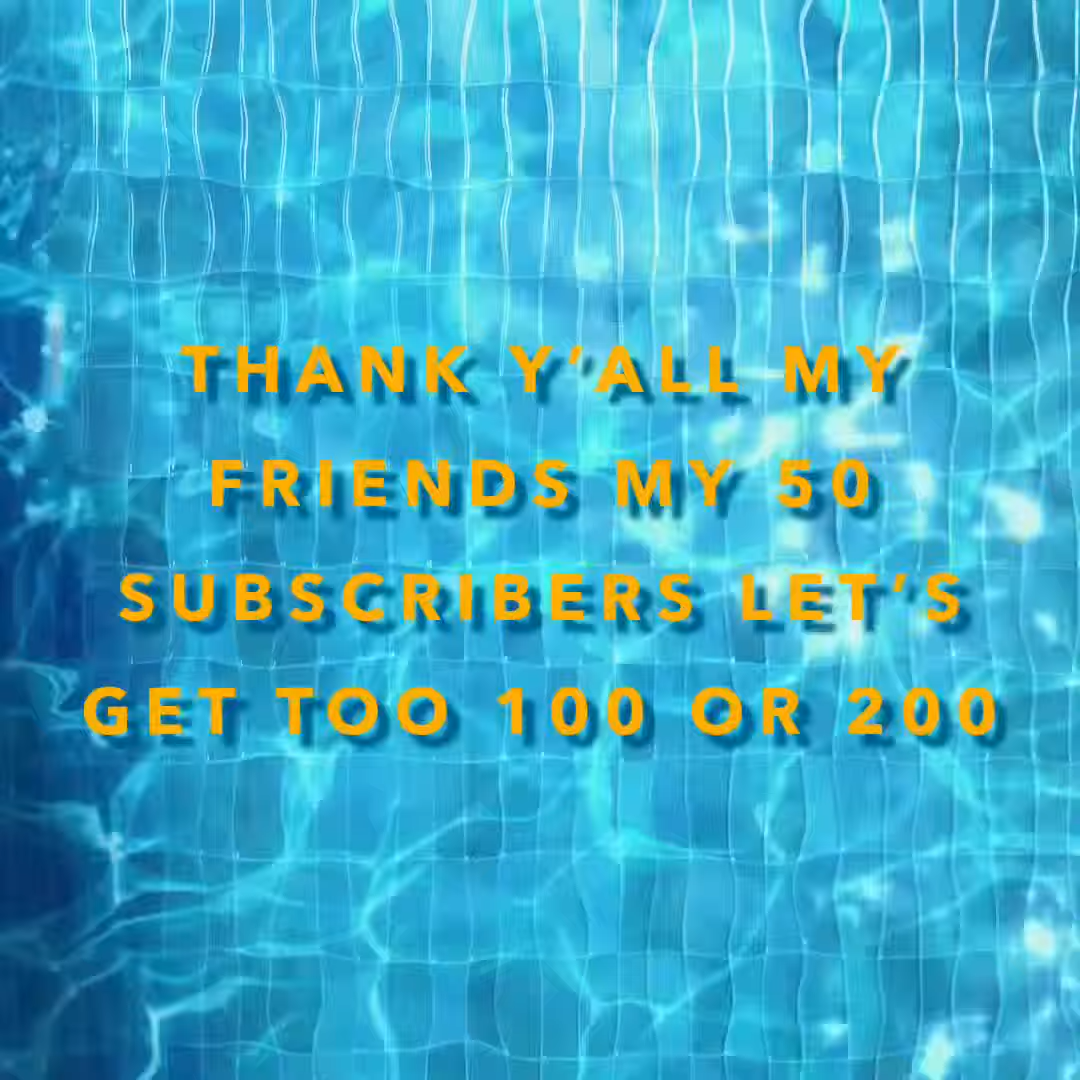 THANK Y’ALL MY
FRIENDS MY 50
SUBSCRIBERS LET’S
GET TOO 100 OR 200